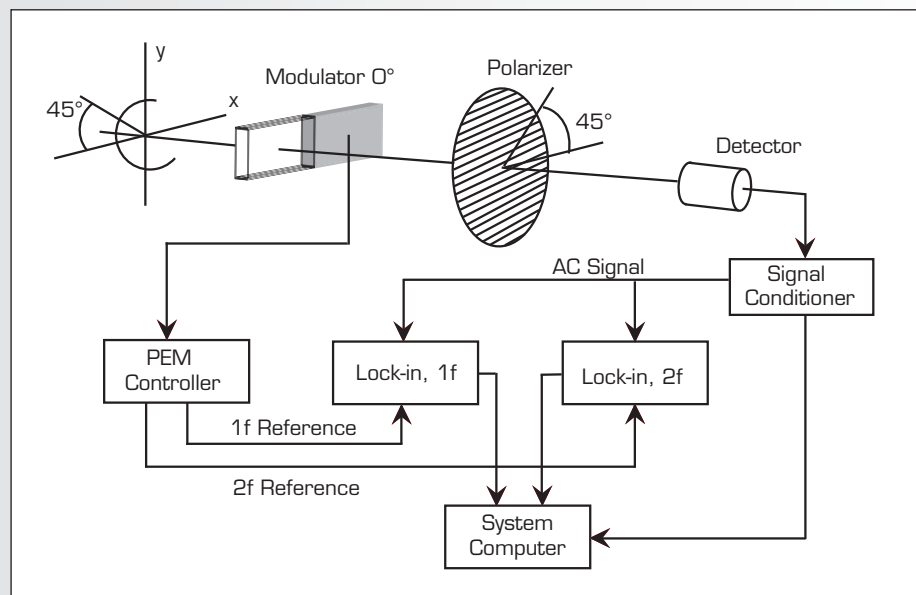 y
Modulator 0°
Polarizer
x
45°
45°
Detector
AC Signal
Signal
Conditioner
PEM
Controller
Lock-in, 1f
Lock-in, 2f
1f Reference
2f Reference
System
Computer